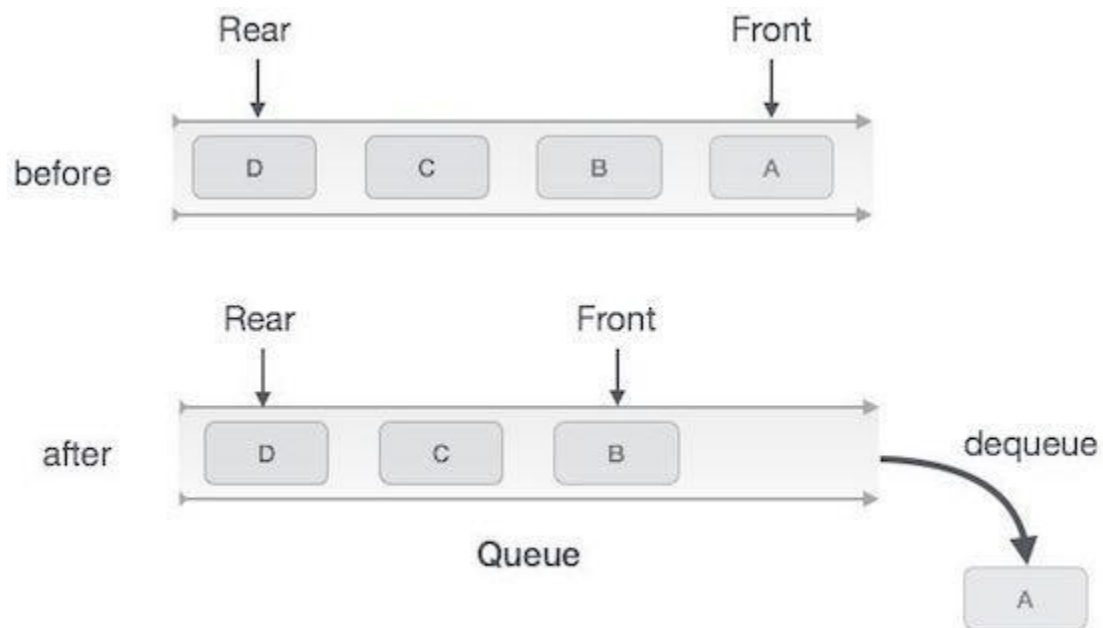 Rear Front
before D C B A
Rear Front
after D C B dequeue
Queue
A